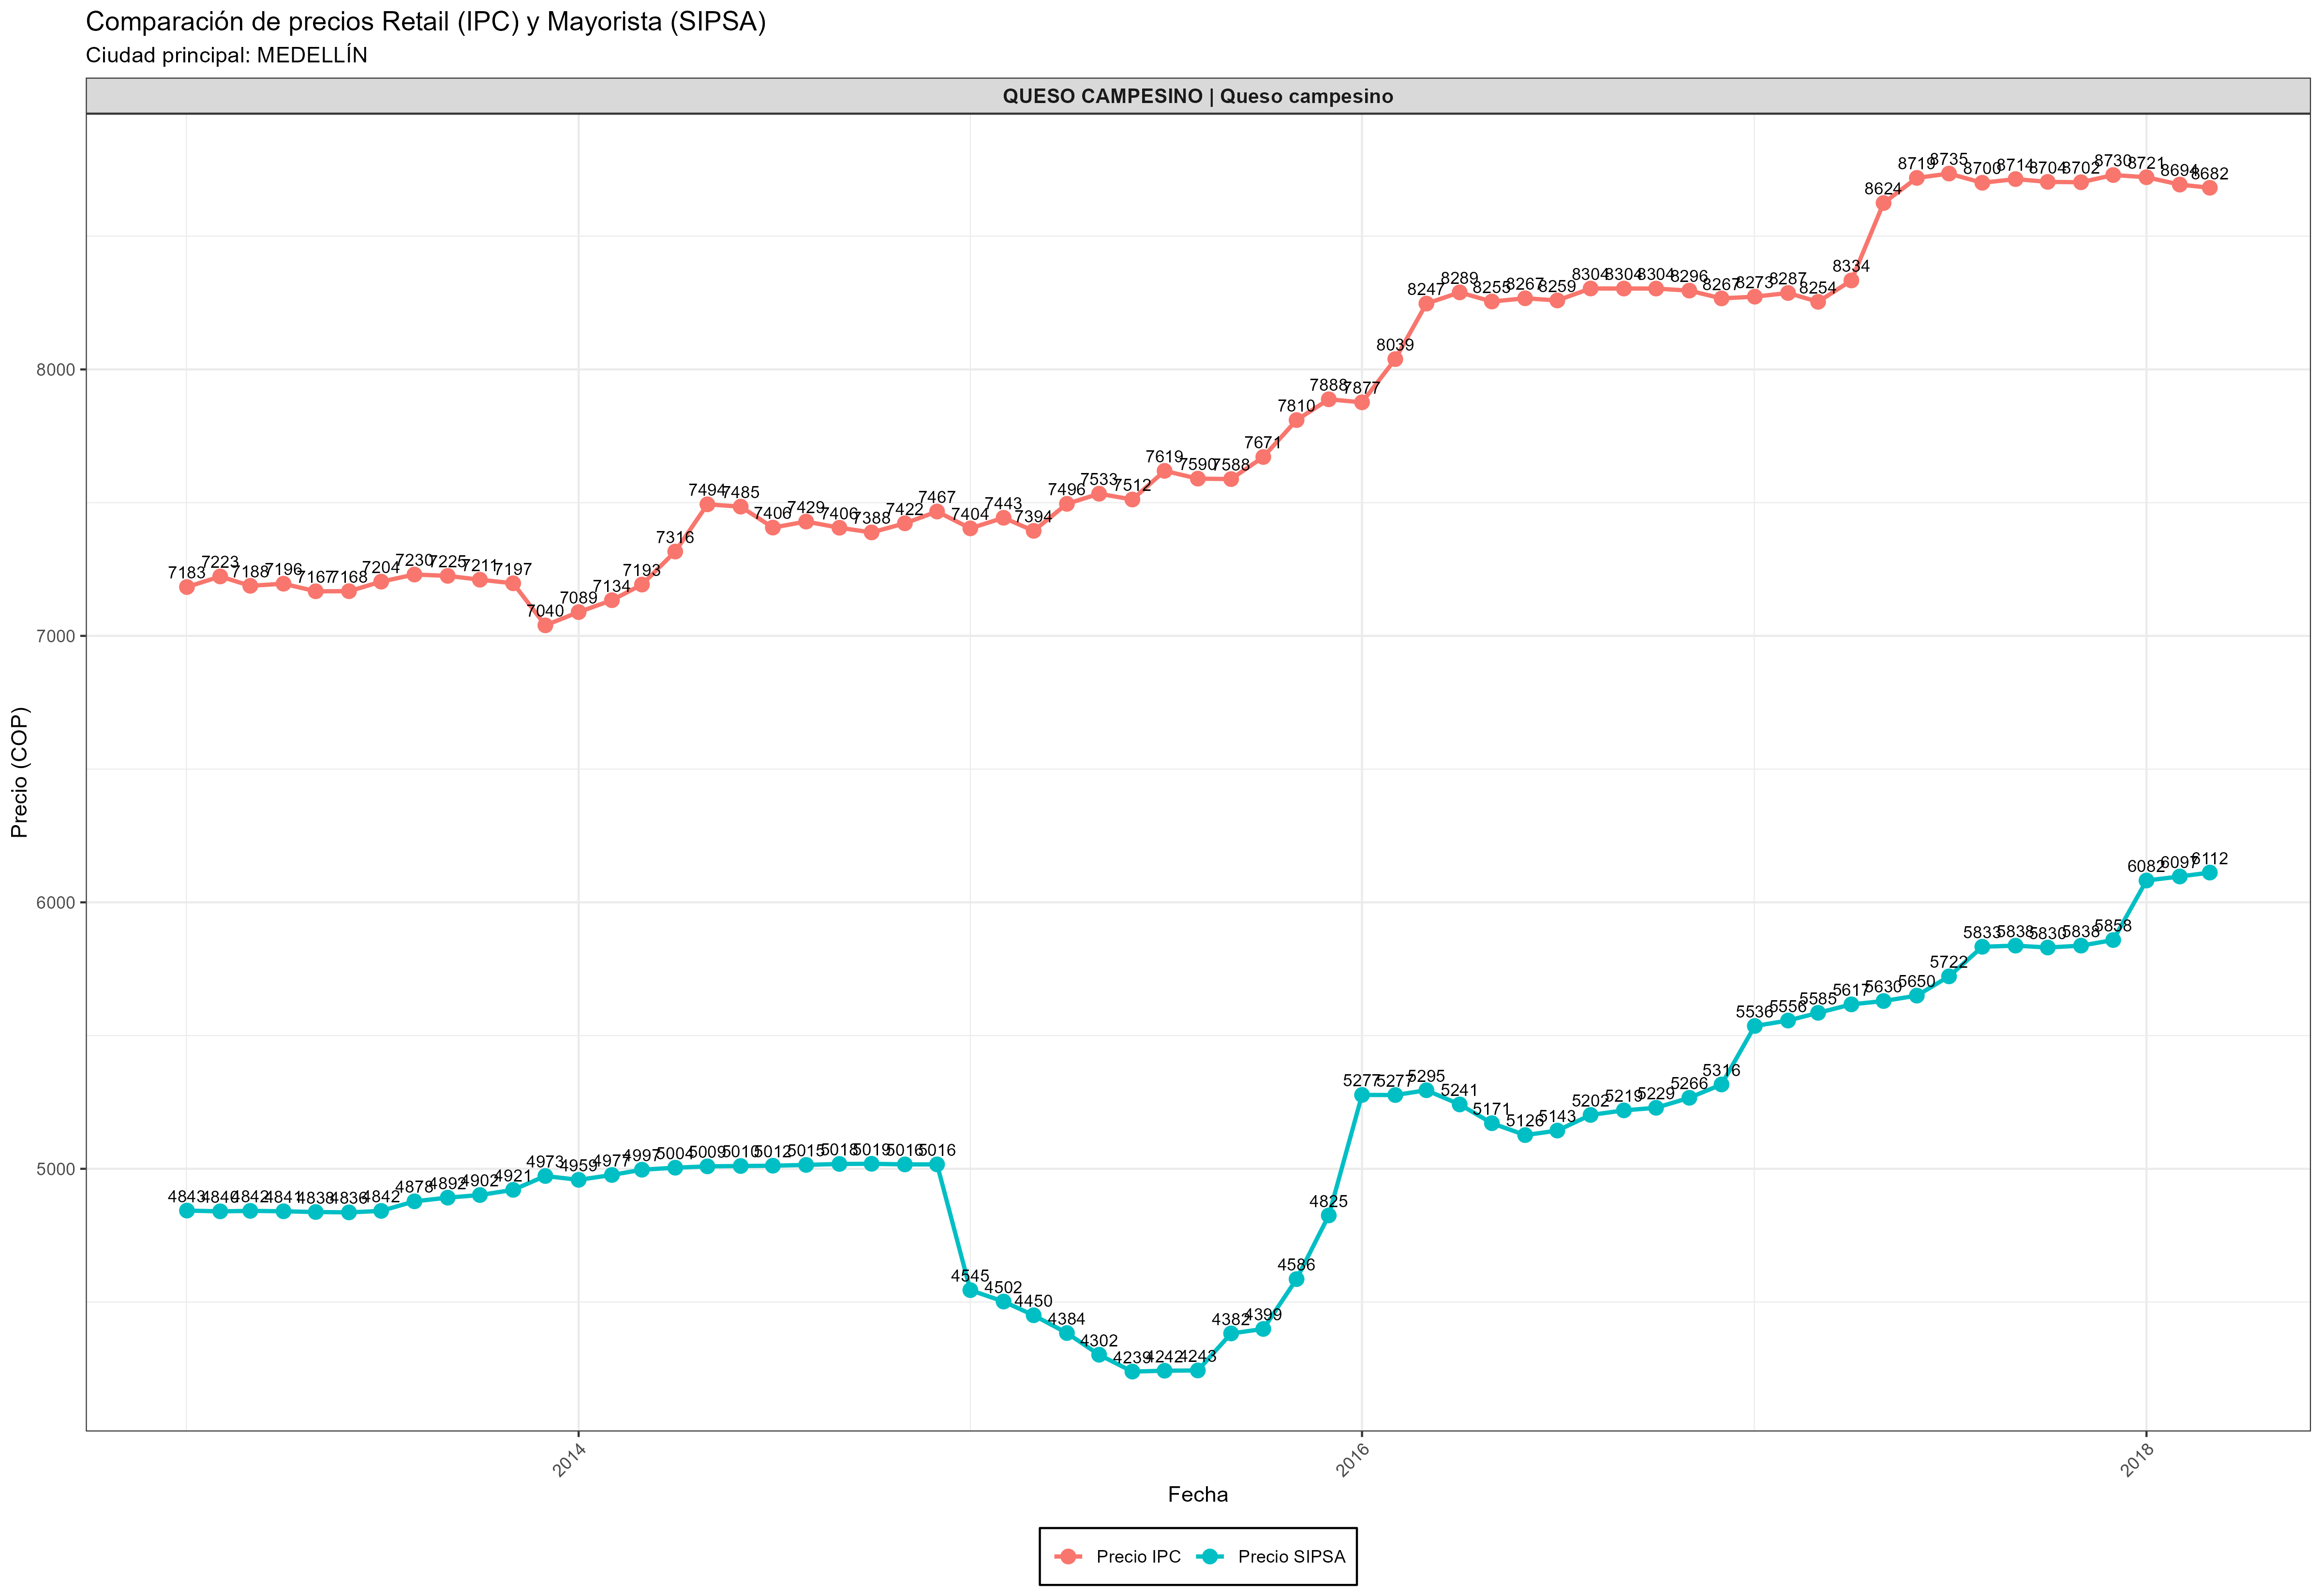 Comparación de precios Retail (IPC) y Mayorista (SIPSA)
Ciudad principal: MEDELLÍN
QUESO CAMPESINO | Queso campesino
Precio (COP)
8000
7000
6000
5000
7183 7223 7188 7196 7167 7168 7204 7230 7225 7211 7197 7040 7089 7134 7193 7316 7494 7485 7406 7429 7406 7388 7422 7467 7404 7443 7394 7496 7533 7512 7619 7590 7588 7671 7810 7888 7877 8039 8247 8289 8255 8267 8259 8304 8304 8304 8296 8267 8273 8287 8254 8334 8624 8719 8735 8700 8714 8704 8702 8730 8721 8694 8682
4843 4840 4842 4841 4838 4836 4842 4878 4892 4902 4921 4973 4959 4977 4997 5004 5009 5010 5012 5015 5018 5019 5016 5016 4545 4502 4450 4384 4302 4239 4242 4243 4382 4399 4586 4825 5277 5277 5295 5241 5171 5126 5143 5202 5219 5229 5266 5316 5536 5556 5585 5617 5630 5650 5722 5833 5838 5830 5838 5858 6082 6097 6112
2014 2016 2018
Fecha
Precio IPC Precio SIPSA